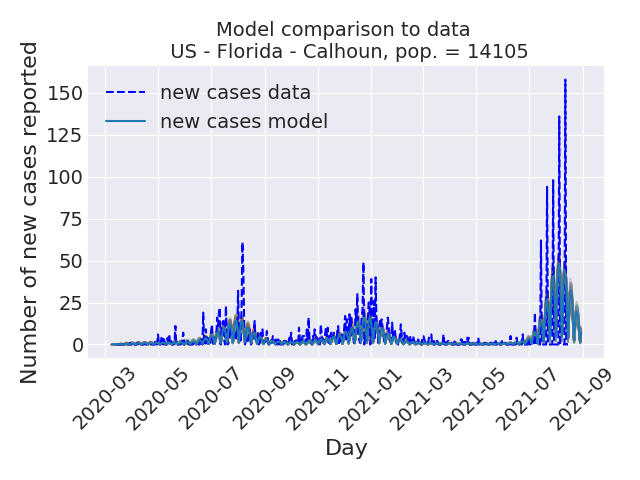 Model comparison to data
US - Florida - Calhoun, pop. = 14105
Number of new cases reported
150
125
100
75
50
25
0
new cases data
new cases model
2020-03
2020-05
2020-07
2020-09
2020-11
2021-01
2021-03
2021-05
2021-07
2021-09
Day